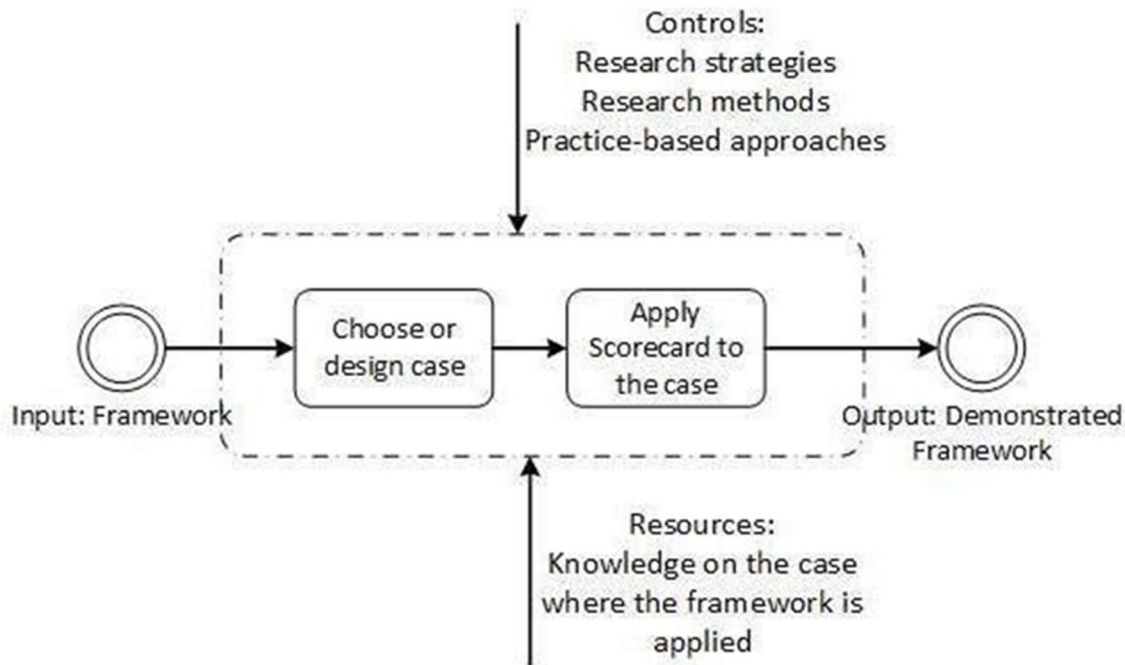 Controls:
Research strategies
Research methods
Practice-based approaches
Choose or
design case
Apply
Scorecard to
the case
Input: Framework
Output: Demonstrated
Framework
Resources:
Knowledge on the case
where the framework is
applied